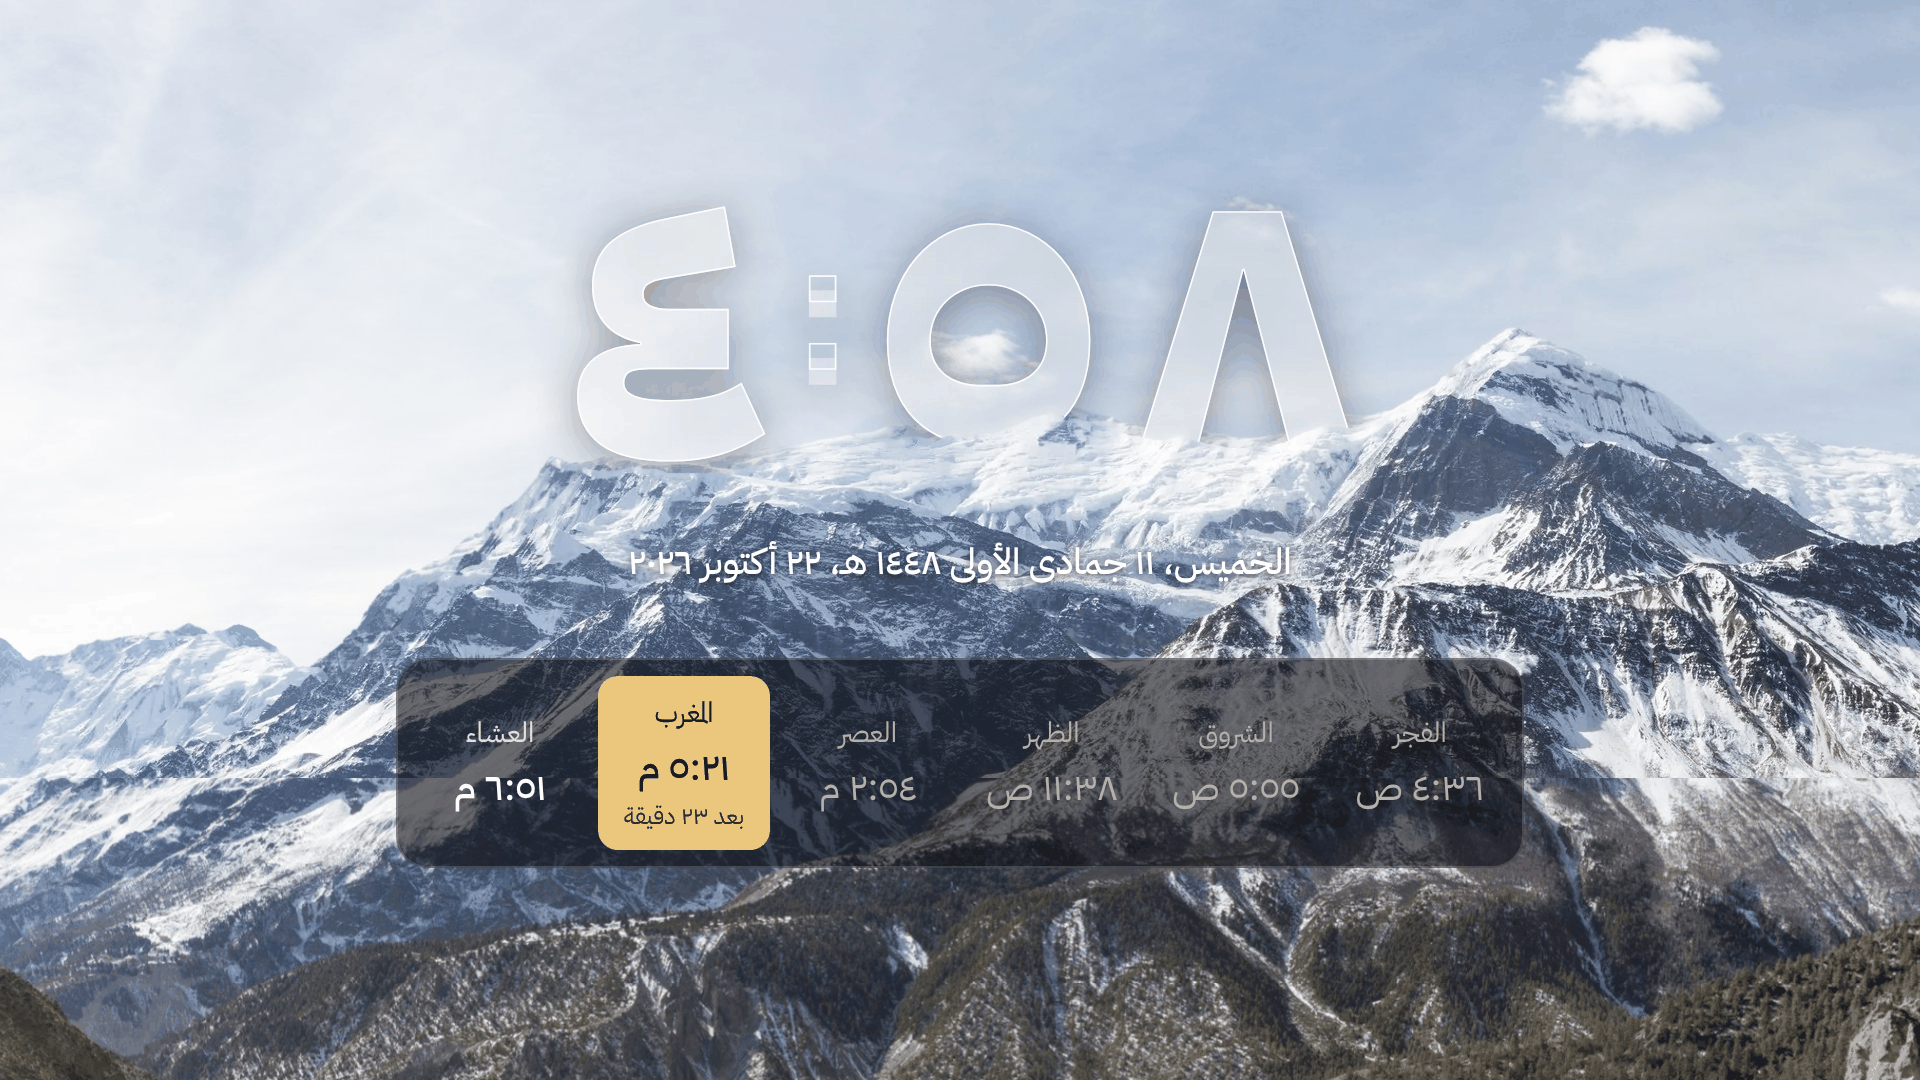 ٤:٥٨
الخميس، ١١ جمادى الأولى ١٤٤٨ هـ، ٢٢ أكتوبر ٢٠٢٦
الفجر
٤:٣٦ ص
الشروق
٥:٥٥ ص
الظهر
١١:٣٨ ص
العصر
٢:٥٤ م
المغرب
٥:٢١ م
بعد ٢٣ دقيقة
العشاء
٦:٥١ م